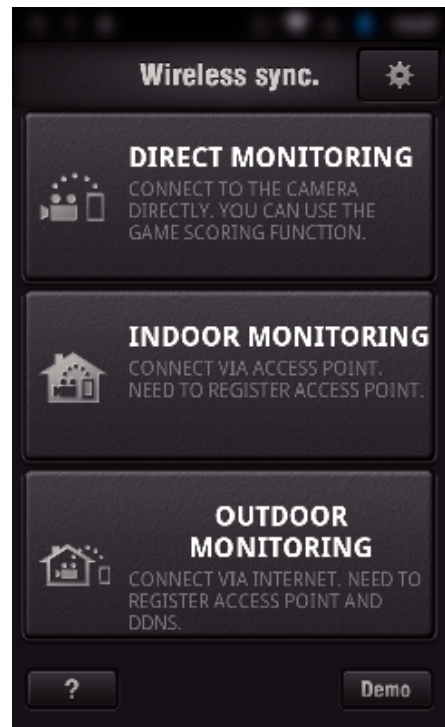 Wireless sync.
DIRECT MONITORING
CONNECT TO THE CAMERA
DIRECTLY. YOU CAN USE THE
GAME SCORING FUNCTION.
INDOOR MONITORING
CONNECT VIA ACCESS POINT.
NEED TO REGISTER ACCESS POINT.
OUTDOOR
MONITORING
CONNECT VIA INTERNET. NEED TO
REGISTER ACCESS POINT AND
DDNS.
?
Demo